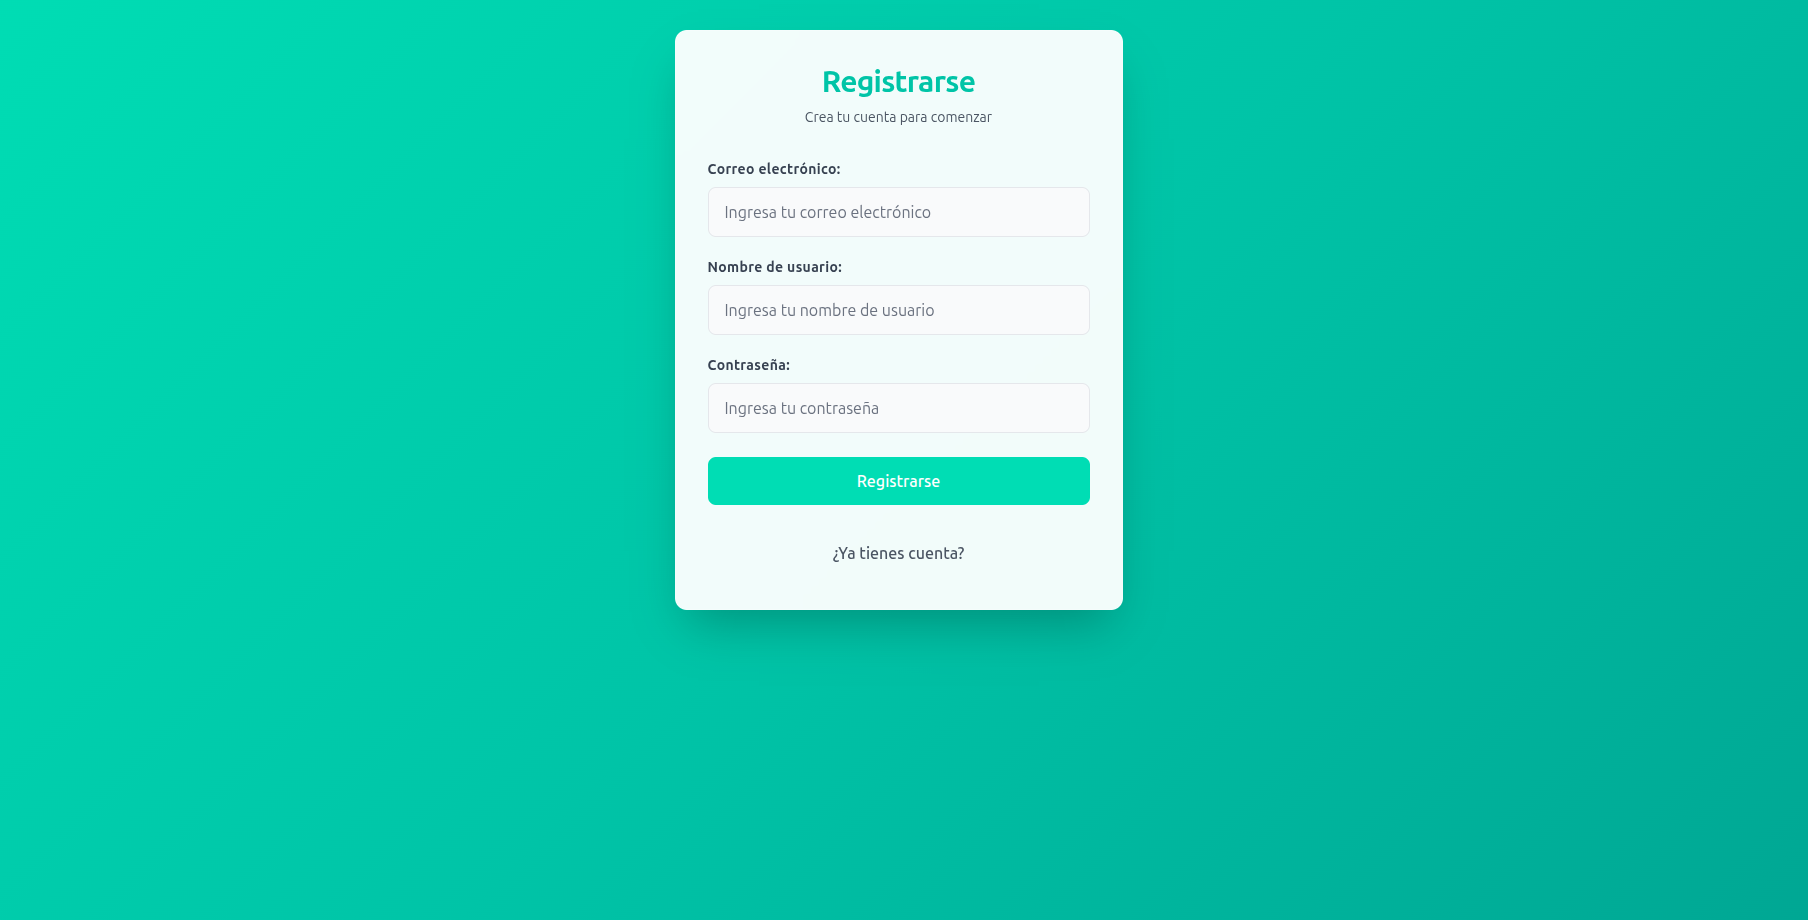 Registrarse
Crea tu cuenta para comenzar
Correo electrónico:
Ingresa tu correo electrónico
Nombre de usuario:
Ingresa tu nombre de usuario
Contraseña:
Ingresa tu contraseña
Registrarse
¿Ya tienes cuenta?